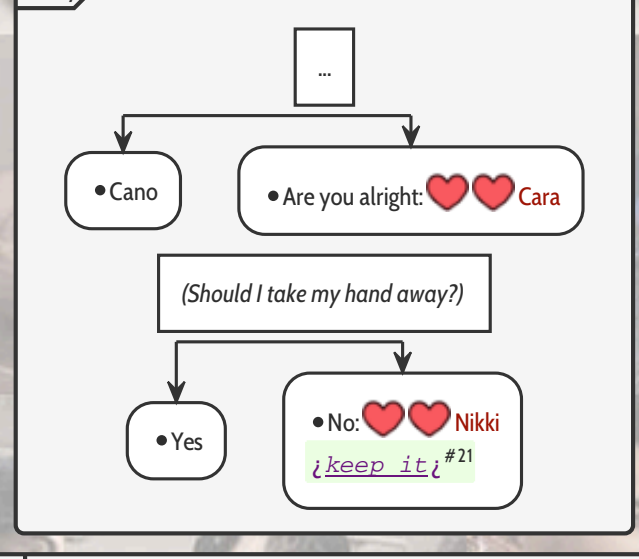 ...
•Cano
•Are you alright: Cara
(Should I take my hand away?)
•Yes
•No: Nikki
¿keep it¿#21